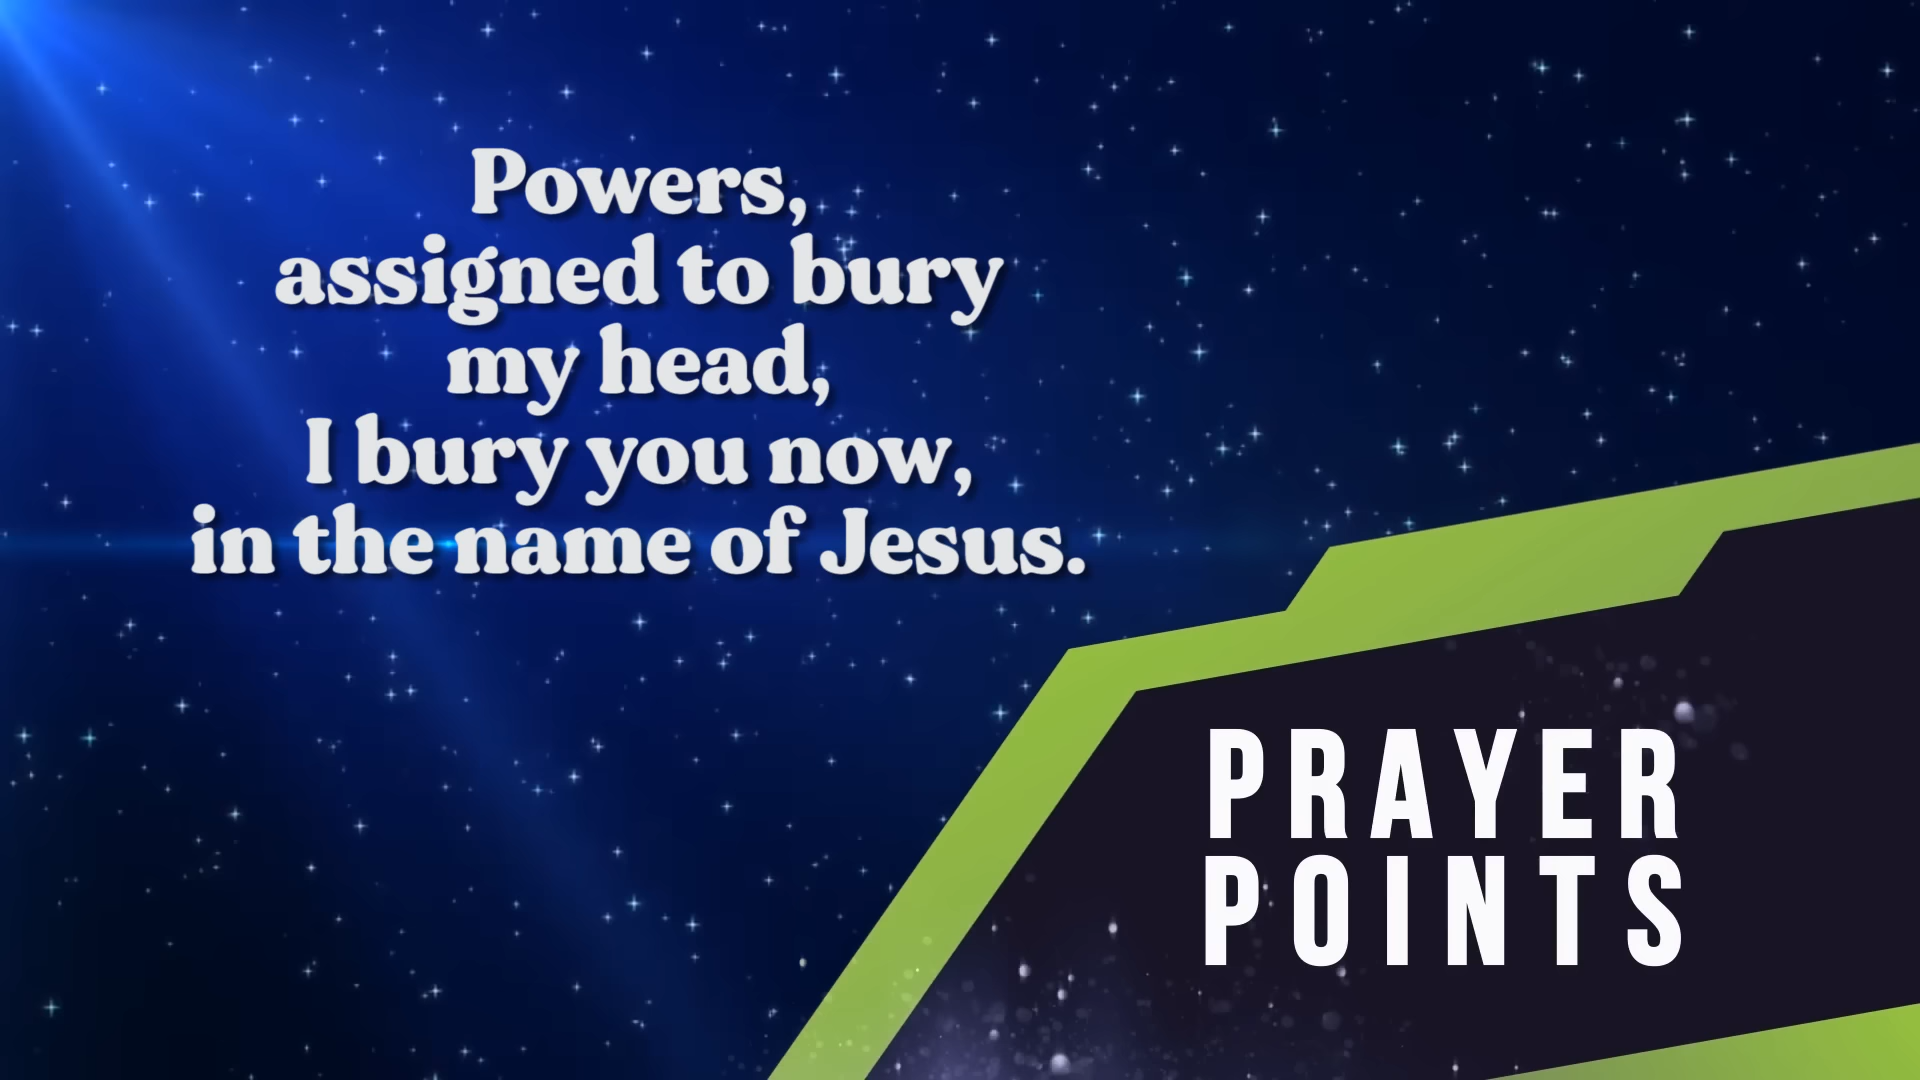 Powers,
assigned to bury
my head,
I bury you now,
in the name of Jesus.
PRAYER
POINTS